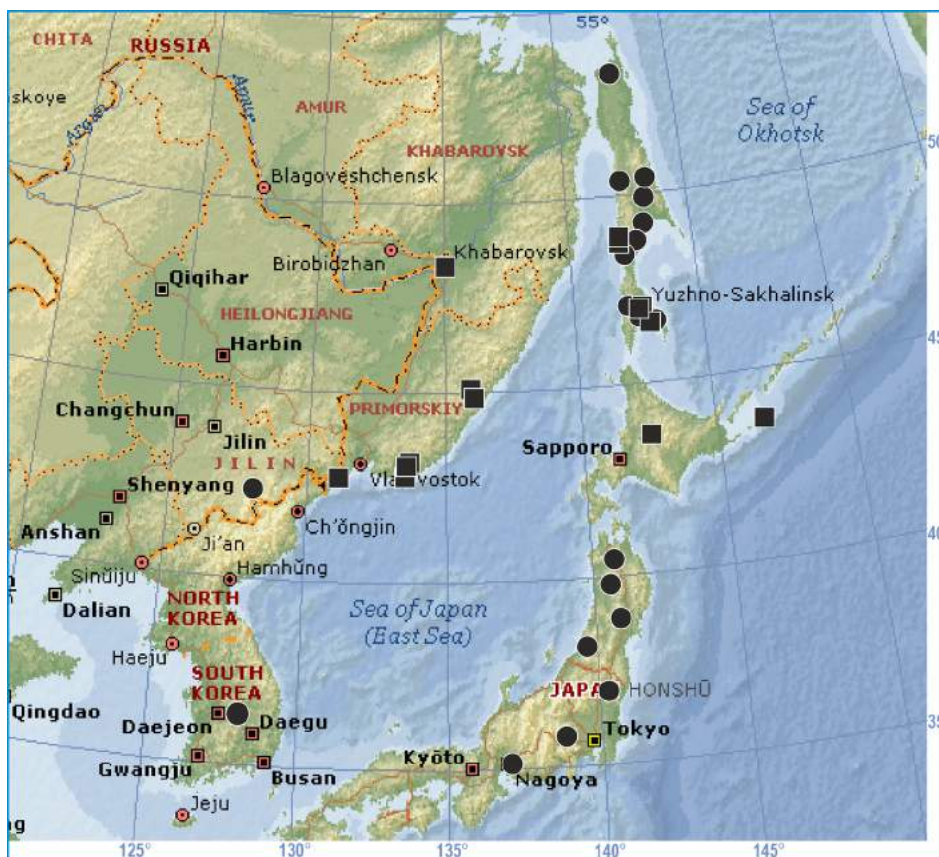 55°
CHITA
RUSSIA
Amur
skoye
Sea of
Okhotsk
AMUR
Argun
50
KHABAROVSK
Blagoveshchensk
Khabarovsk
Birobidzhan
Qiqihar
Yuzhno-Sakhalinsk
HEILONGJIANG
Harbin
45°
Changchun
PRIMORSKIY
Jilin
Sapporo
JILIN
Shenyang
Ch'ŏngjin
Anshan
Ji'an
40°
Sinŭiju
Hamhŭng
Dalian
NORTH
KOREA
Sea of Japan
(East Sea)
Haeju
SOUTH
KOREA
JAPA
HONSHŪ
Qingdao
Daejeon
Daegu
Tokyo
35°
Gwangju
Kyōto
Busan
Nagoya
Jeju
ng
125°
130°
135°
140°
145°